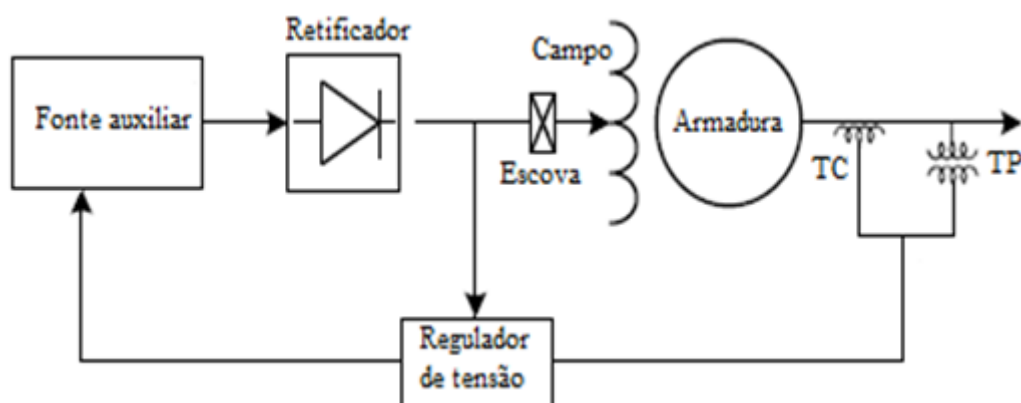 Retificador
Campo
Fonte auxiliar
Armadura
Escova
TC
TP
Regulador
de tensão